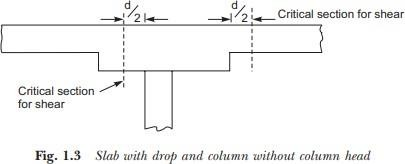 d/2
d/2
Critical section for shear
Critical section
for shear
Fig. 1.3 Slab with drop and column without column head